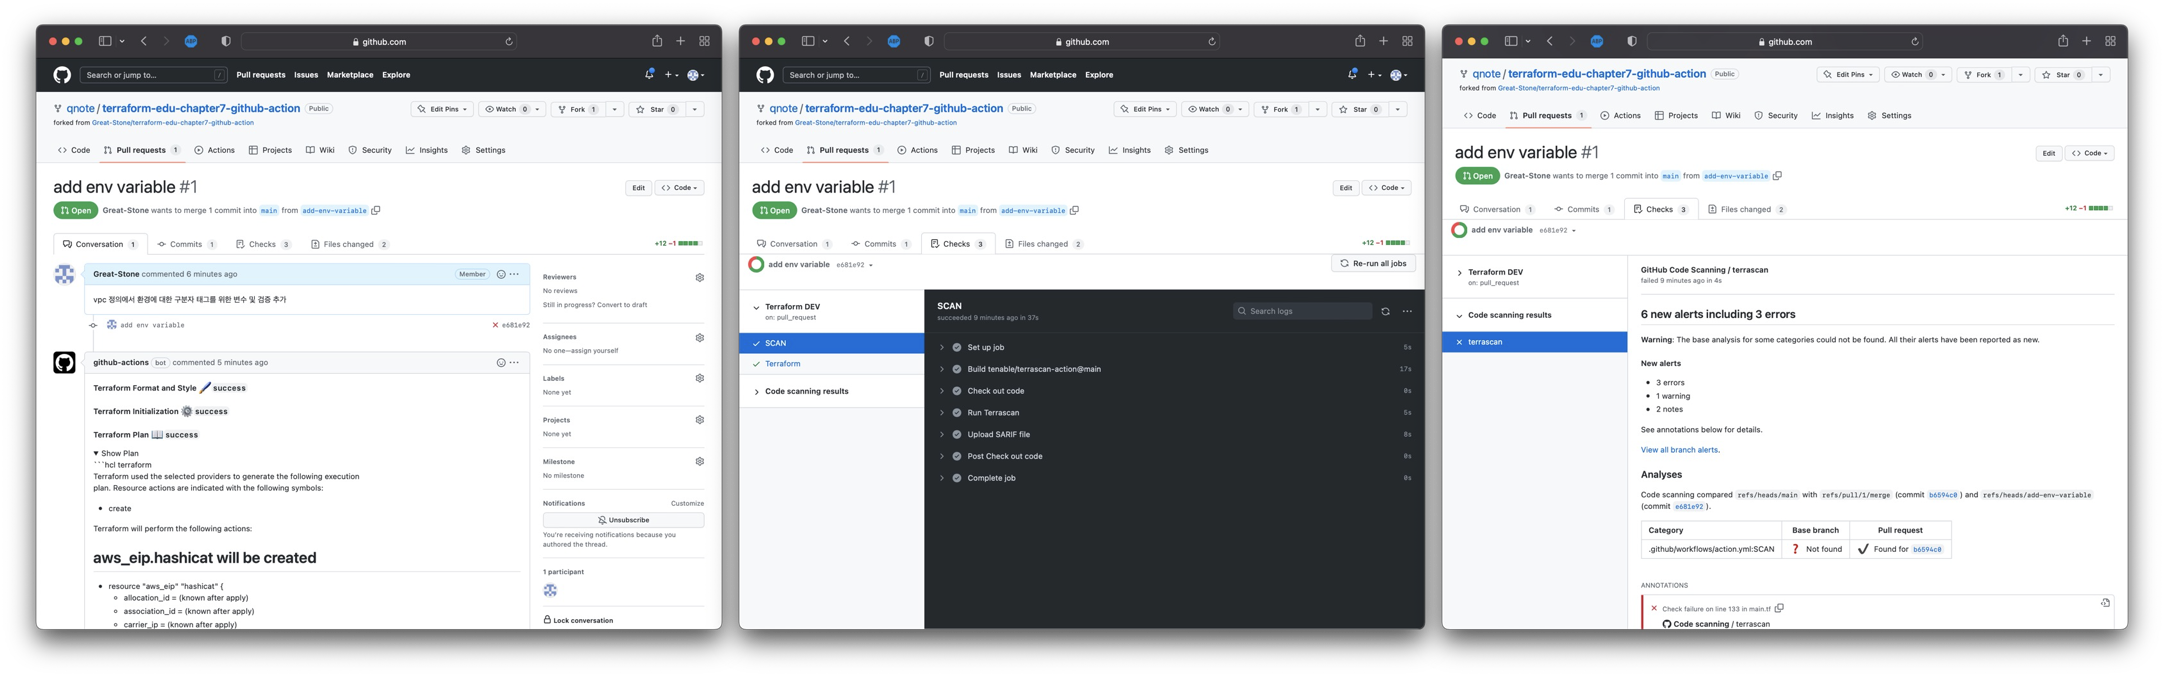 github.com
Search or jump to... /
Pull requests Issues Marketplace Explore
qnote / terraform-edu-chapter7-github-action Public
Edit Pins Watch 0 Fork 1 Star 0
forked from Great-Stone/terraform-edu-chapter7-github-action
Code Pull requests 1 Actions Projects Wiki Security Insights Settings
add env variable #1
Edit Code
Open Great-Stone wants to merge 1 commit into main from add-env-variable
Conversation 1 Commits 1 Checks 3 Files changed 2
+12 −1
Great-Stone commented 6 minutes ago Member
vpc 정의에서 환경에 대한 구분자 태그를 위한 변수 및 검증 추가
add env variable e681e92
github-actions bot commented 5 minutes ago
Terraform Format and Style success
Terraform Initialization success
Terraform Plan success
Show Plan
```hcl terraform
Terraform used the selected providers to generate the following execution
plan. Resource actions are indicated with the following symbols:
create
Terraform will perform the following actions:
aws_eip.hashicat will be created
resource "aws_eip" "hashicat" {
allocation_id = (known after apply)
association_id = (known after apply)
carrier_ip = (known after apply)
Reviewers
No reviews
Still in progress? Convert to draft
Assignees
No one—assign yourself
Labels
None yet
Projects
None yet
Milestone
No milestone
Notifications Customize
Unsubscribe
You're receiving notifications because you
authored the thread.
1 participant
Lock conversation
github.com
Search or jump to... /
Pull requests Issues Marketplace Explore
qnote / terraform-edu-chapter7-github-action Public
Edit Pins Watch 0 Fork 1 Star 0
forked from Great-Stone/terraform-edu-chapter7-github-action
Code Pull requests 1 Actions Projects Wiki Security Insights Settings
add env variable #1
Edit Code
Open Great-Stone wants to merge 1 commit into main from add-env-variable
Conversation 1 Commits 1 Checks 3 Files changed 2
+12 −1
add env variable e681e92
Re-run all jobs
Terraform DEV
on: pull_request
SCAN
Terraform
Code scanning results
SCAN
succeeded 9 minutes ago in 37s
Search logs
Set up job 5s
Build tenable/terrascan-action@main 17s
Check out code 0s
Run Terrascan 5s
Upload SARIF file 8s
Post Check out code 0s
Complete job 0s
github.com
qnote / terraform-edu-chapter7-github-action Public
Edit Pins Watch 0 Fork 1 Star 0
forked from Great-Stone/terraform-edu-chapter7-github-action
Code Pull requests 1 Actions Projects Wiki Security Insights Settings
add env variable #1
Edit Code
Open Great-Stone wants to merge 1 commit into main from add-env-variable
Conversation 1 Commits 1 Checks 3 Files changed 2
+12 −1
add env variable e681e92
Terraform DEV
on: pull_request
Code scanning results
terrascan
GitHub Code Scanning / terrascan
failed 9 minutes ago in 4s
6 new alerts including 3 errors
Warning: The base analysis for some categories could not be found. All their alerts have been reported as new.
New alerts
3 errors
1 warning
2 notes
See annotations below for details.
View all branch alerts.
Analyses
Code scanning compared refs/heads/main with refs/pull/1/merge (commit b6594c0 ) and refs/heads/add-env-variable
(commit e681e92 ).
Category Base branch Pull request
.github/workflows/action.yml:SCAN Not found Found for b6594c0
ANNOTATIONS
Check failure on line 133 in main.tf
Code scanning / terrascan